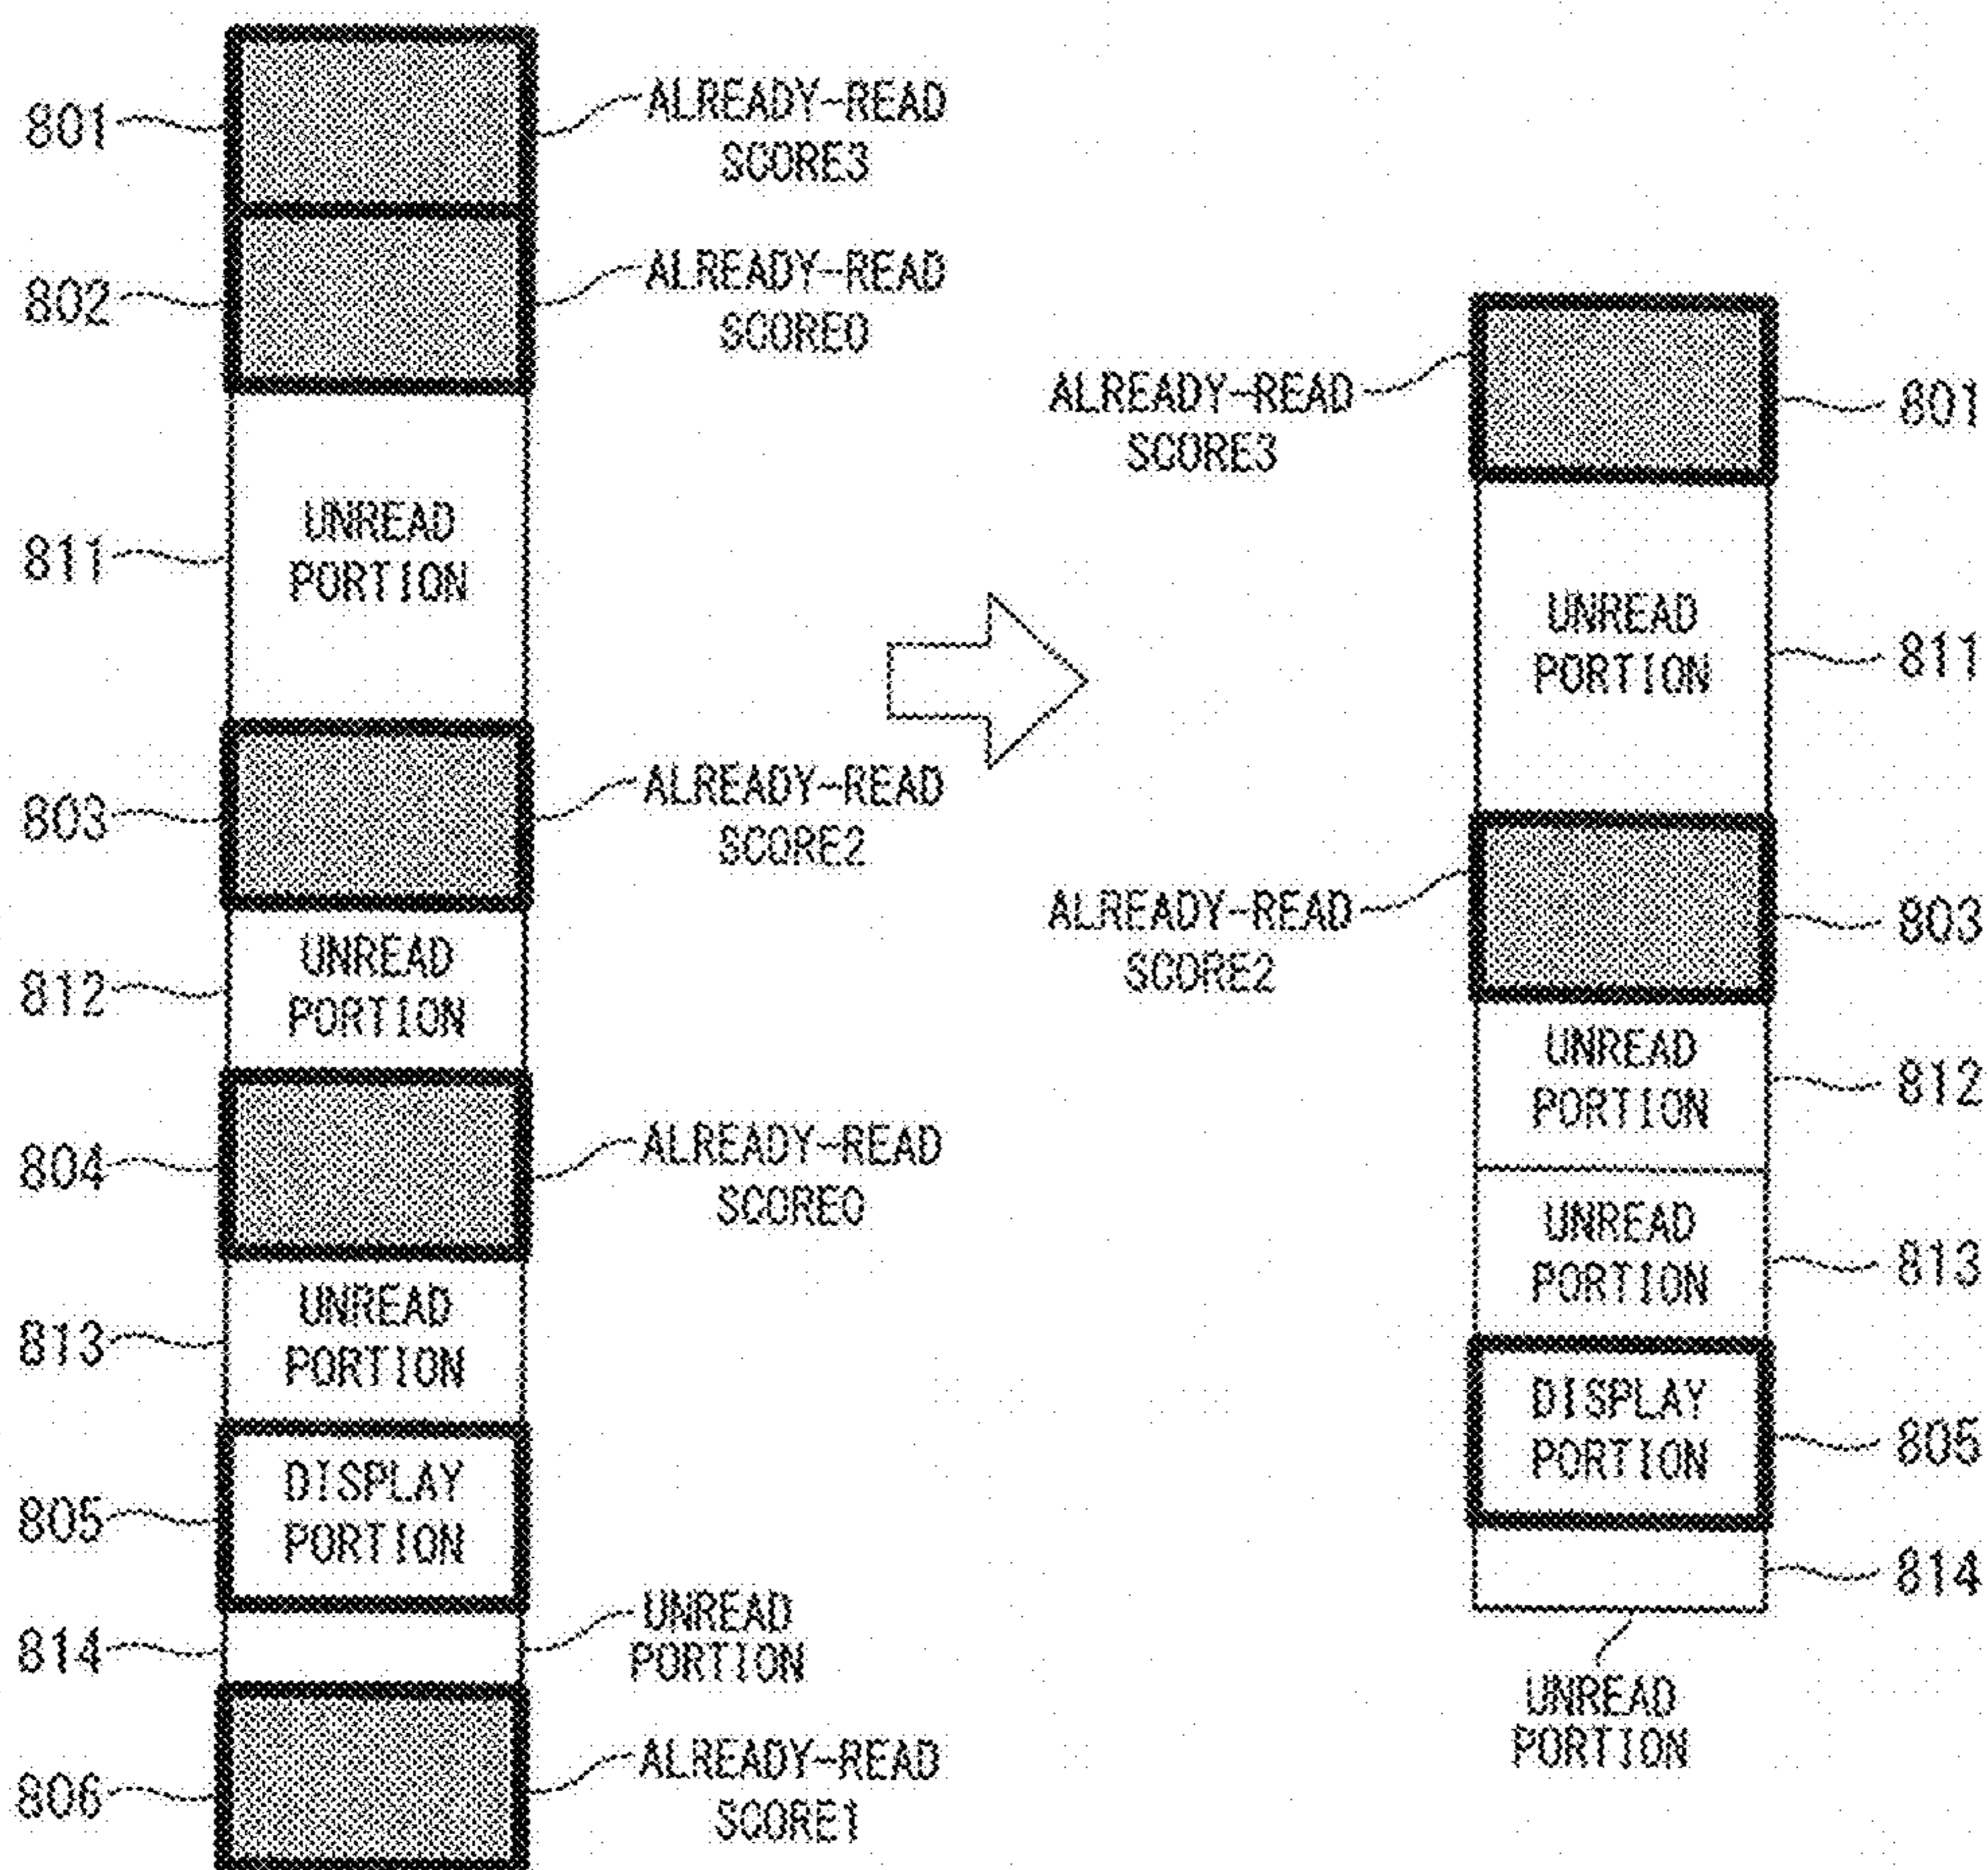 801
ALREADY-READ
SCORE3
802
ALREADY-READ
SCORE0
811
UNREAD
PORTION
803
ALREADY-READ
SCORE2
812
UNREAD
PORTION
804
ALREADY-READ
SCORE0
813
UNREAD
PORTION
805
DISPLAY
PORTION
814
UNREAD
PORTION
806
ALREADY-READ
SCORE1
ALREADY-READ
SCORE3
801
UNREAD
PORTION
811
ALREADY-READ
SCORE2
803
UNREAD
PORTION
812
UNREAD
PORTION
813
DISPLAY
PORTION
805
814
UNREAD
PORTION